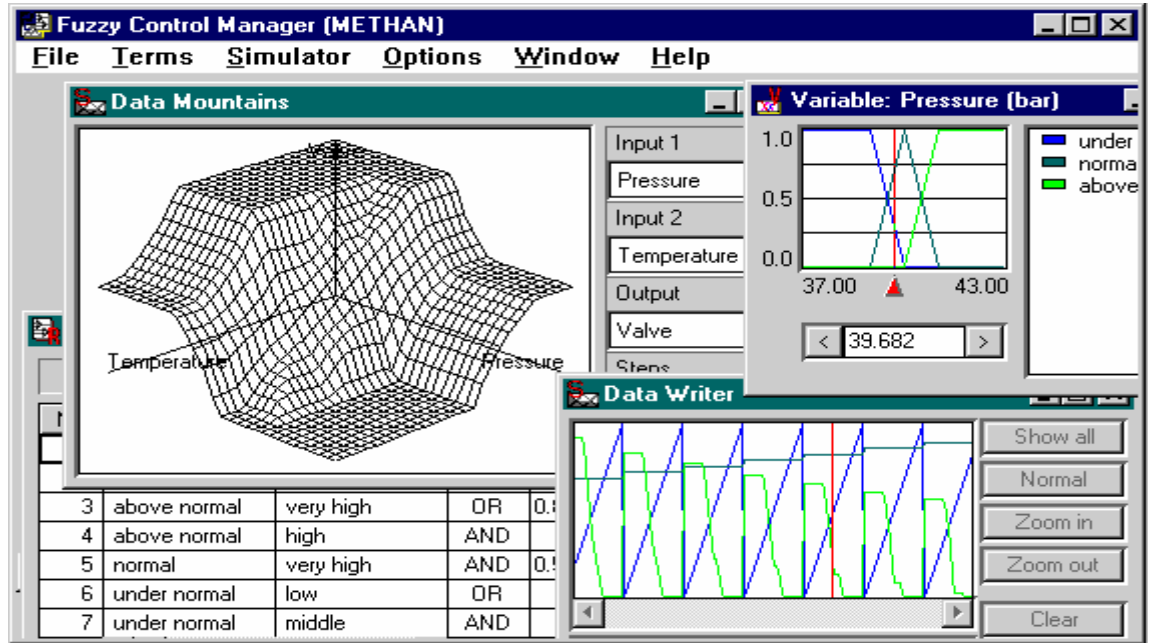 Fuzzy Control Manager (METHAN)
File Terms Simulator Options Window Help
Data Mountains
Temperature
Pressure
Input 1
Pressure
Input 2
Temperature
Output
Valve
Steps
Variable: Pressure (bar)
1.0
0.5
0.0
37.00 43.00
< 39.682 >
under
norma
above
3 above normal very high OR
4 above normal high AND
5 normal very high AND
6 under normal low OR
7 under normal middle AND
Data Writer
Show all
Normal
Zoom in
Zoom out
Clear